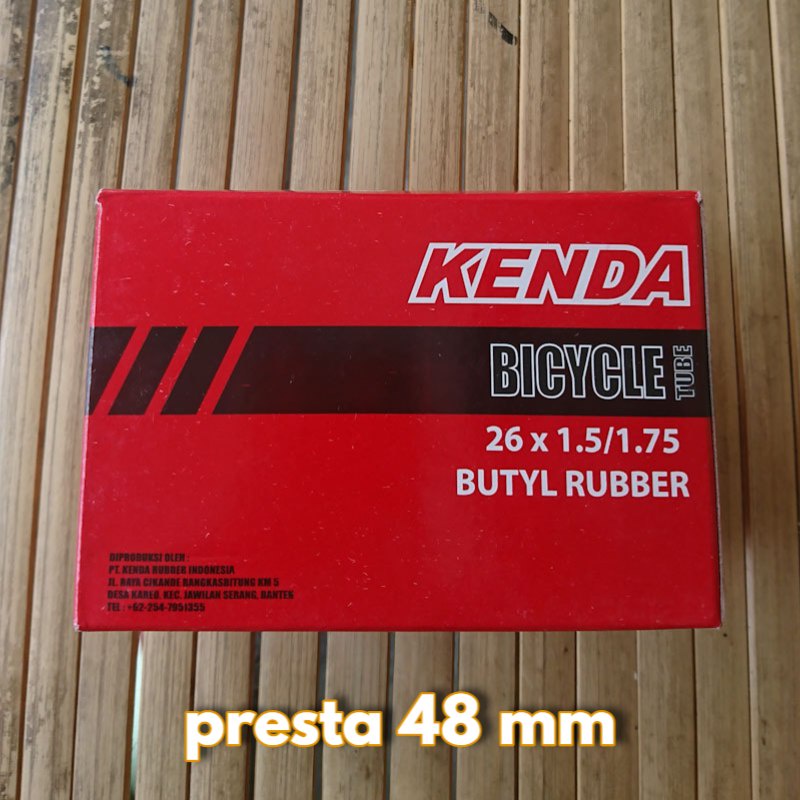 KENDA
BICYCLE TUBE
26 x 1.5/1.75
BUTYL RUBBER
DIPRODUKSI OLEH :
PT. KENDA RUBBER INDONESIA
JL. RAYA CIKANDE RANGKASBITUNG KM 5
DESA KAREO, KEC. JAWILAN SERANG, BANTEN
TEL : +62-254-7951355
presta 48 mm